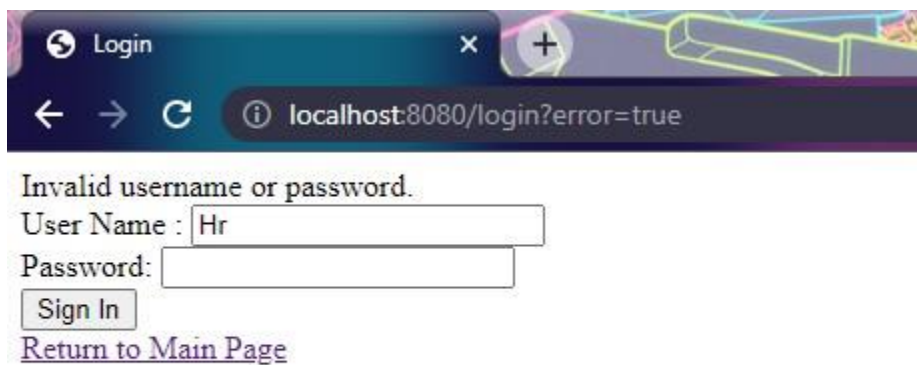 Login
localhost:8080/login?error=true
Invalid username or password.
User Name : Hr
Password:
Sign In
Return to Main Page